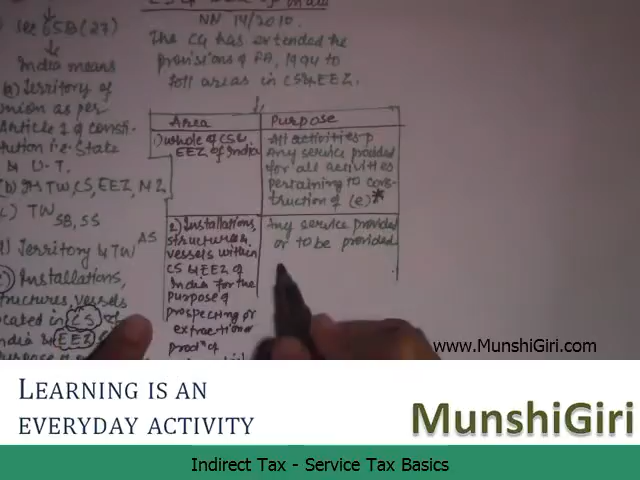 sec 65B (27)
India means
(a) Territory of
Union as per
Article 1 of consti-
tution i.e. State
& U.T.
(b) TW, CS, EEZ, MZ
(c) TW
SB, SS
AS
(d) Territory & TW
(e) Installations,
structures, vessels
located in CS
India & EEZ of
NN 14/2010.
The CG has extended the
provisions of FA, 1994 to
foll areas in CS & EEZ.
Area
Purpose
1) whole of CS &
EEZ of India
All activities
Any service provided
for all activities
pertaining to con-
struction of (e)*
2) Installations,
structures &
vessels within
CS & EEZ of
India for the
purpose of
prospecting or
extraction or
prodn of
Any service provided
or to be provided
www.MunshiGiri.com
LEARNING IS AN
EVERYDAY ACTIVITY
MunshiGiri
Indirect Tax - Service Tax Basics